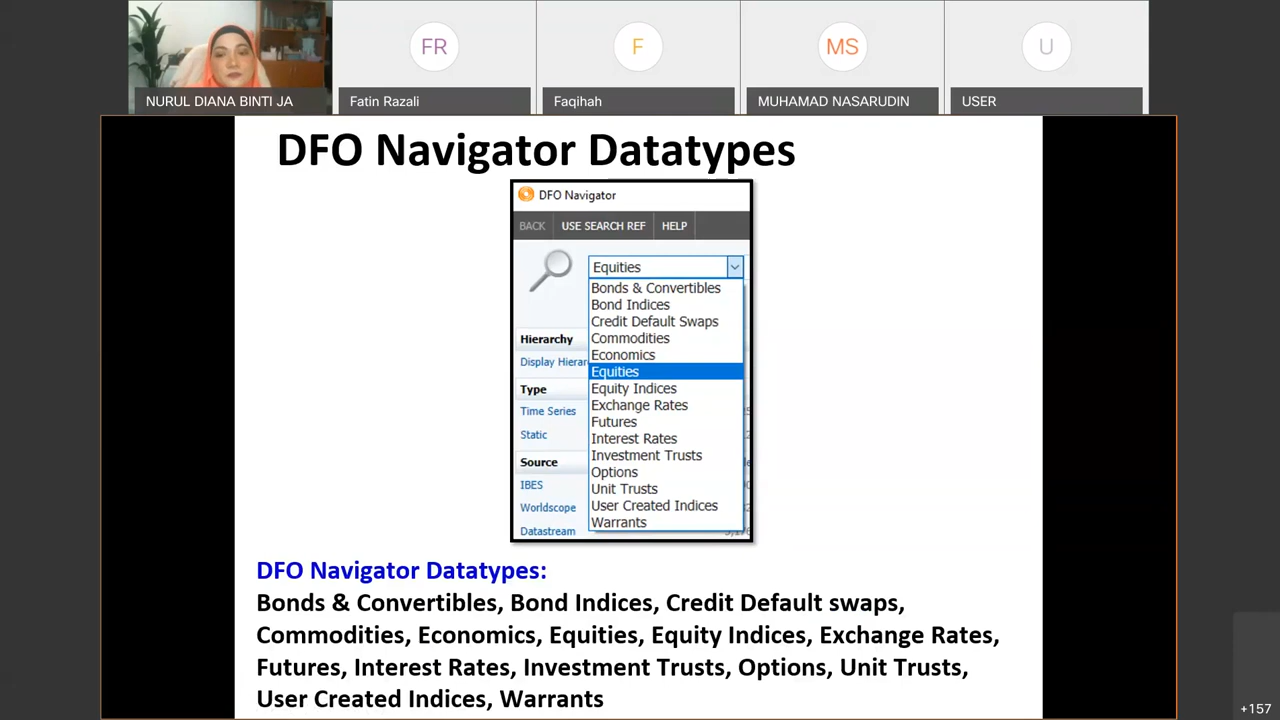 FR
F
MS
U
NURUL DIANA BINTI JA
Fatin Razali
Faqihah
MUHAMAD NASARUDIN
USER
DFO Navigator Datatypes
DFO Navigator
BACK
USE SEARCH REF
HELP
Equities
Bonds & Convertibles
Bond Indices
Credit Default Swaps
Commodities
Economics
Equities
Equity Indices
Exchange Rates
Futures
Interest Rates
Investment Trusts
Options
Unit Trusts
User Created Indices
Warrants
Hierarchy
Display Hierar
Type
Time Series
Static
Source
IBES
Worldscope
Datastream
DFO Navigator Datatypes:
Bonds & Convertibles, Bond Indices, Credit Default swaps,
Commodities, Economics, Equities, Equity Indices, Exchange Rates,
Futures, Interest Rates, Investment Trusts, Options, Unit Trusts,
User Created Indices, Warrants
+157